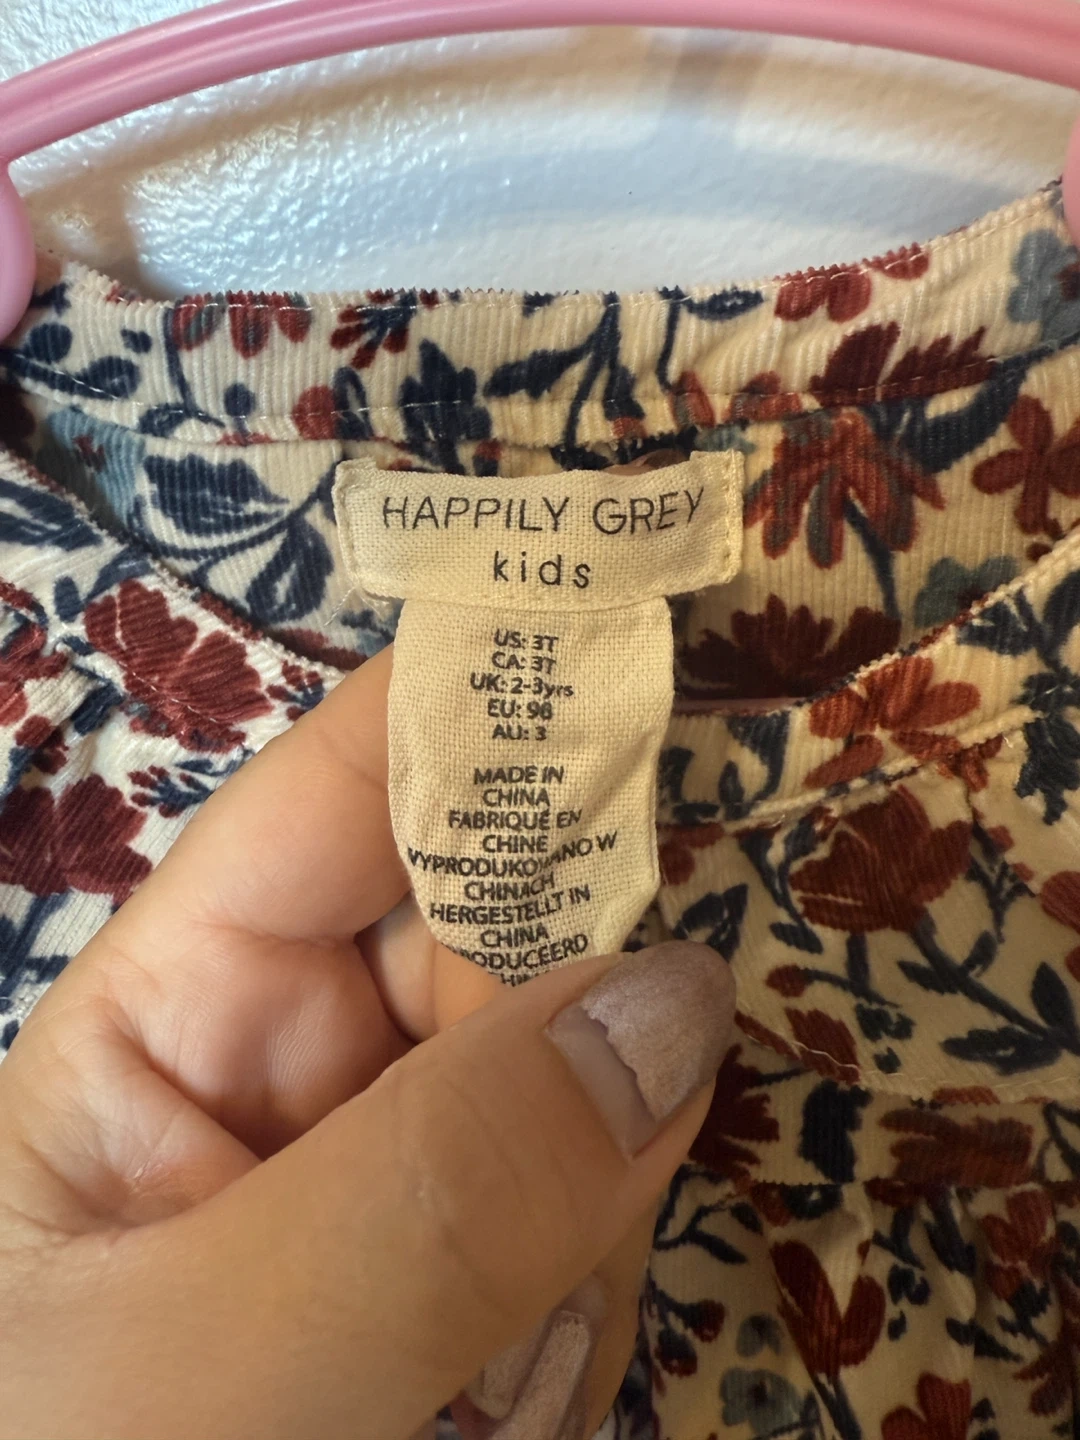 HAPPILY GREY
kids
US: 3T
CA: 3T
UK: 2-3yrs
EU: 98
AU: 3
MADE IN
CHINA
FABRIQUÉ EN
CHINE
WYPRODUKOWANO W
CHINACH
HERGESTELLT IN
CHINA